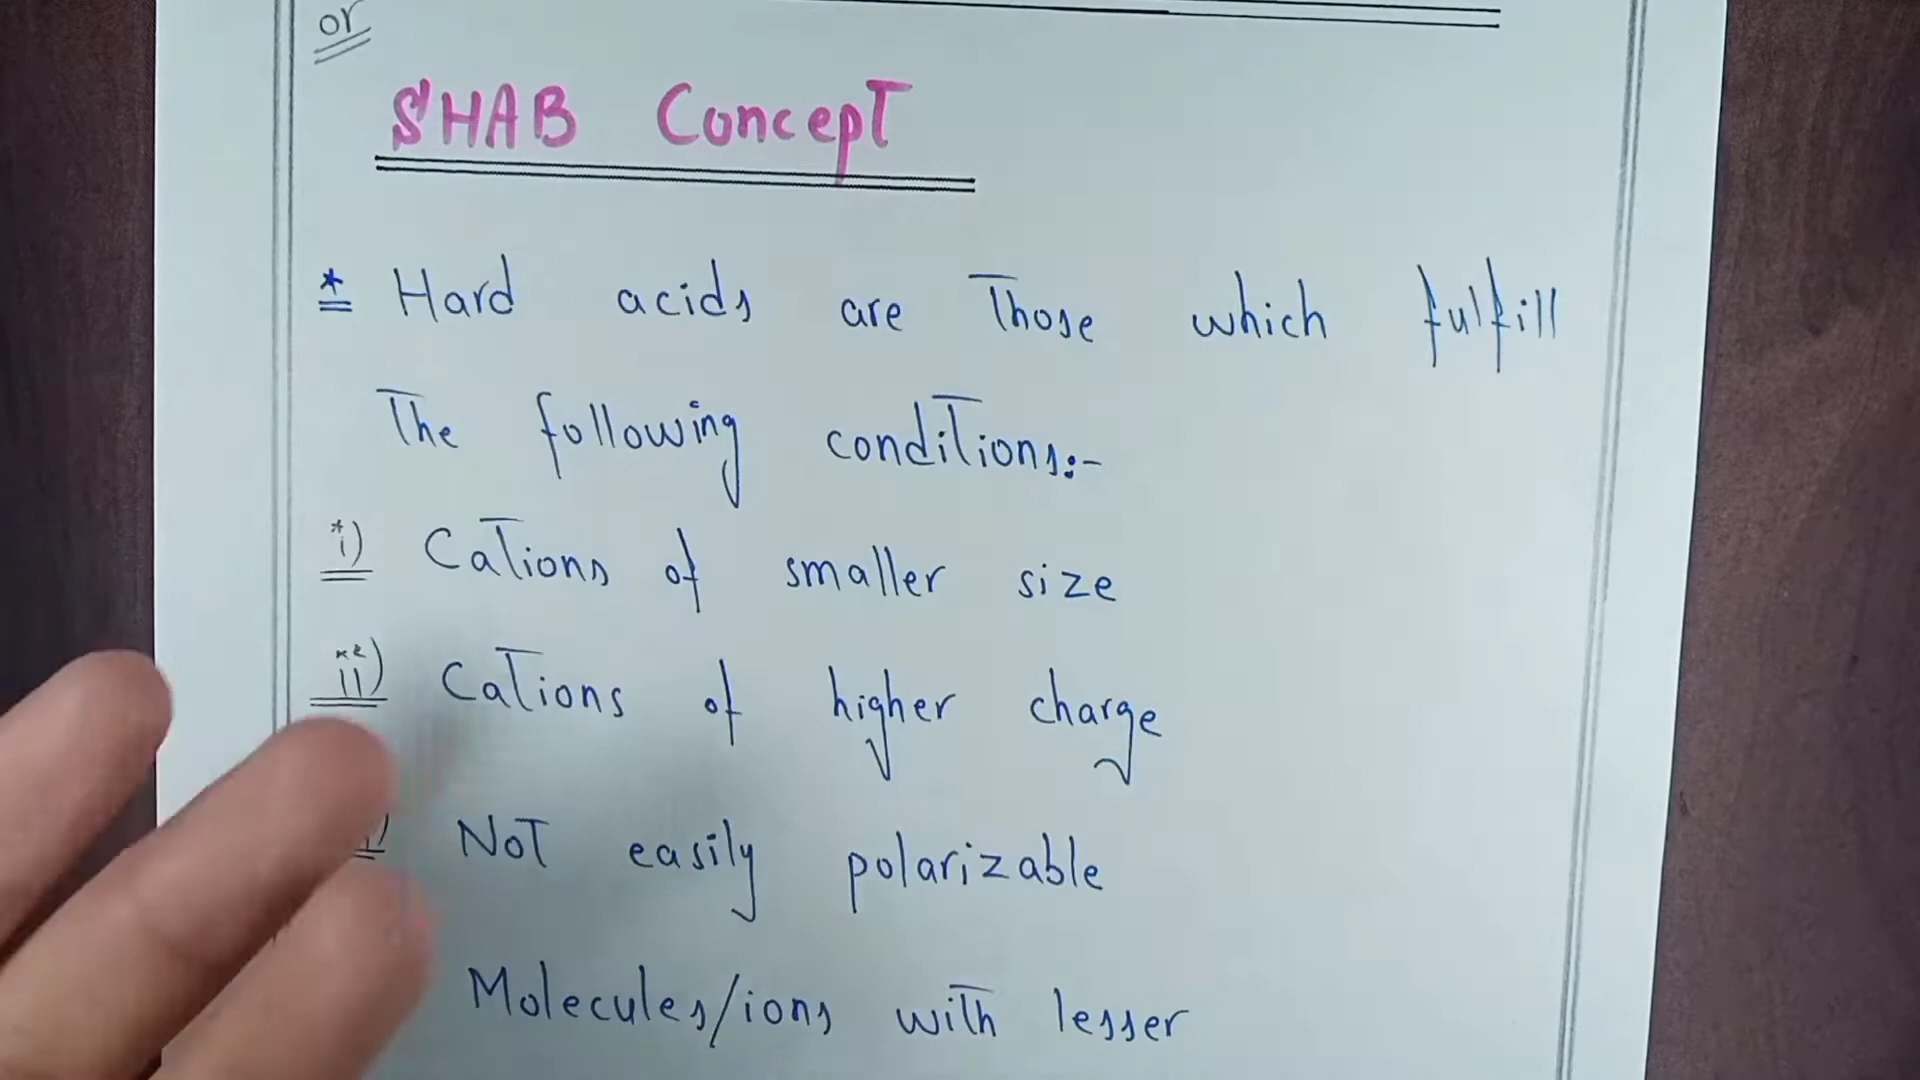 or
SHAB Concept
* Hard acids are Those which fulfill
The following conditions:-
i) Cations of smaller size
ii) Cations of higher charge
Not easily polarizable
Molecules/ions with lesser